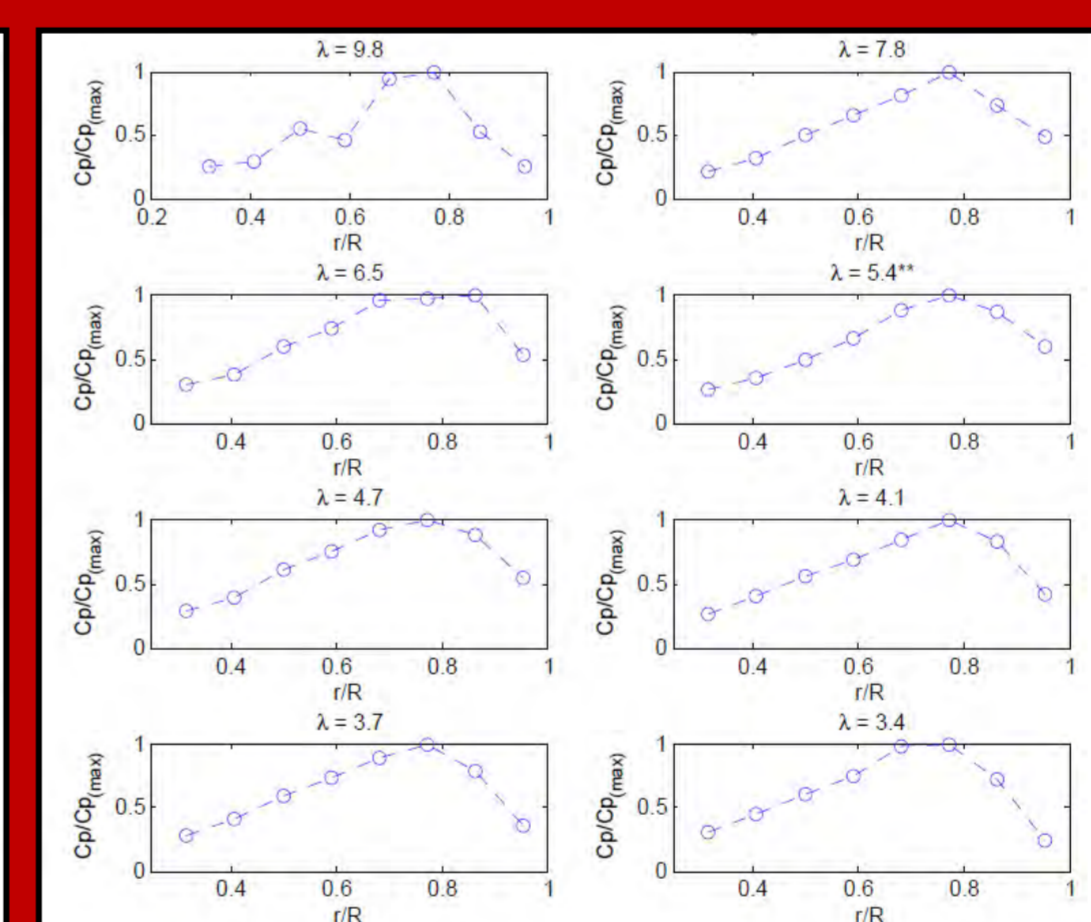 λ = 9.8
Cp/Cp(max)
1
0.5
0
0.2 0.4 0.6 0.8 1
r/R
λ = 7.8
Cp/Cp(max)
1
0.5
0
0.4 0.6 0.8 1
r/R
λ = 6.5
Cp/Cp(max)
1
0.5
0
0.4 0.6 0.8 1
r/R
λ = 5.4**
Cp/Cp(max)
1
0.5
0
0.4 0.6 0.8 1
r/R
λ = 4.7
Cp/Cp(max)
1
0.5
0
0.4 0.6 0.8 1
r/R
λ = 4.1
Cp/Cp(max)
1
0.5
0
0.4 0.6 0.8 1
r/R
λ = 3.7
Cp/Cp(max)
1
0.5
0
0.4 0.6 0.8 1
r/R
λ = 3.4
Cp/Cp(max)
1
0.5
0
0.4 0.6 0.8 1
r/R